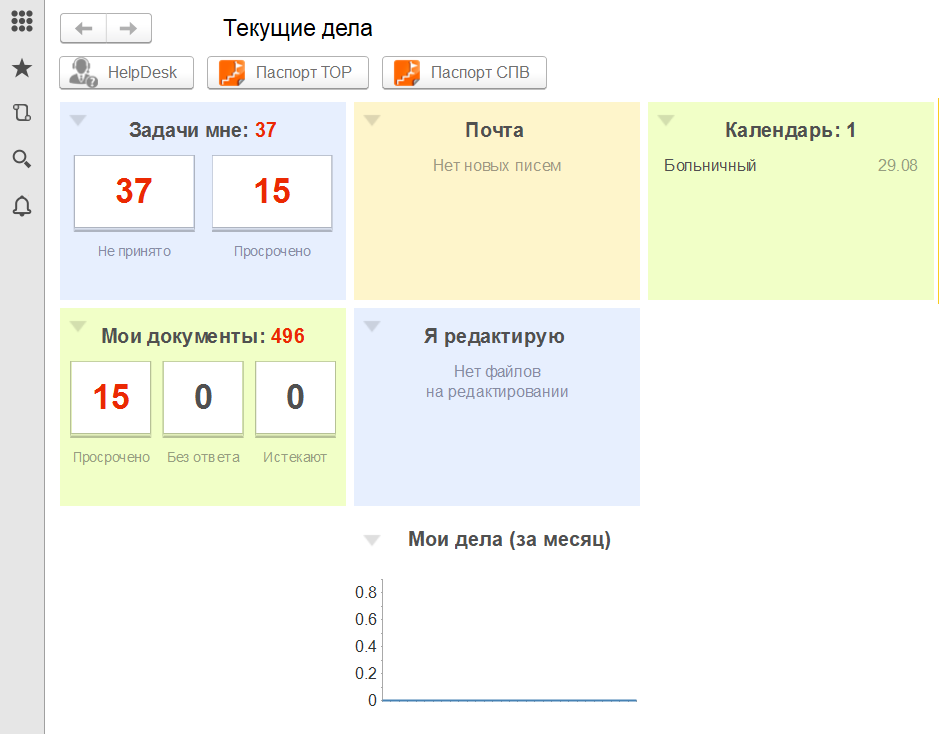 Текущие дела
HelpDesk
Паспорт ТОР
Паспорт СПВ
Задачи мне: 37
37
15
Не принято
Просрочено
Почта
Нет новых писем
Календарь: 1
Больничный 29.08
Мои документы: 496
15
0
0
Просрочено
Без ответа
Истекают
Я редактирую
Нет файлов
на редактировании
Мои дела (за месяц)
0.8
0.6
0.4
0.2
0